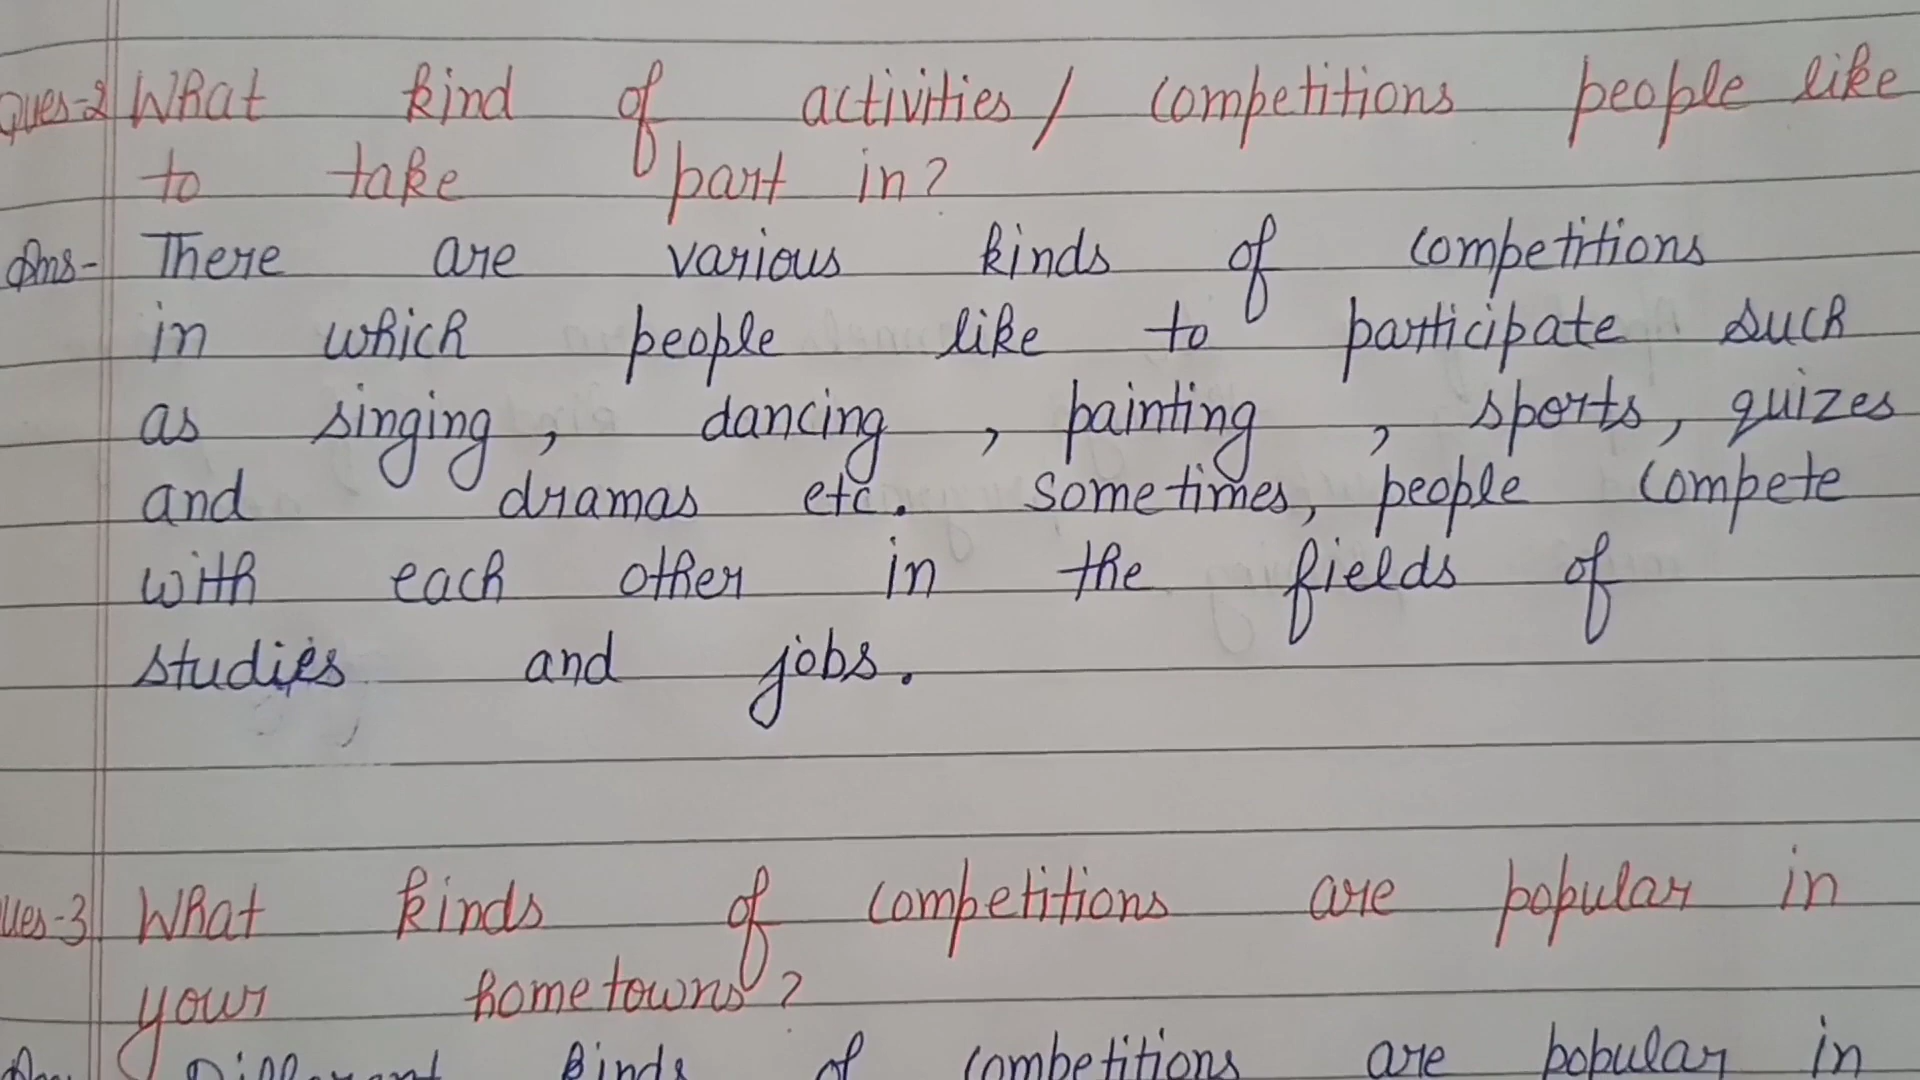 Ques-2 What kind of activities / competitions people like
to take part in?
Ans- There are various kinds of competitions
in which people like to participate such
as singing, dancing, painting, sports, quizes
and dramas etc. Sometimes, people compete
with each other in the fields of
studies and jobs.
ues-3 What kinds of competitions are popular in
your hometowns?
Ans Different kinds of competitions are popular in